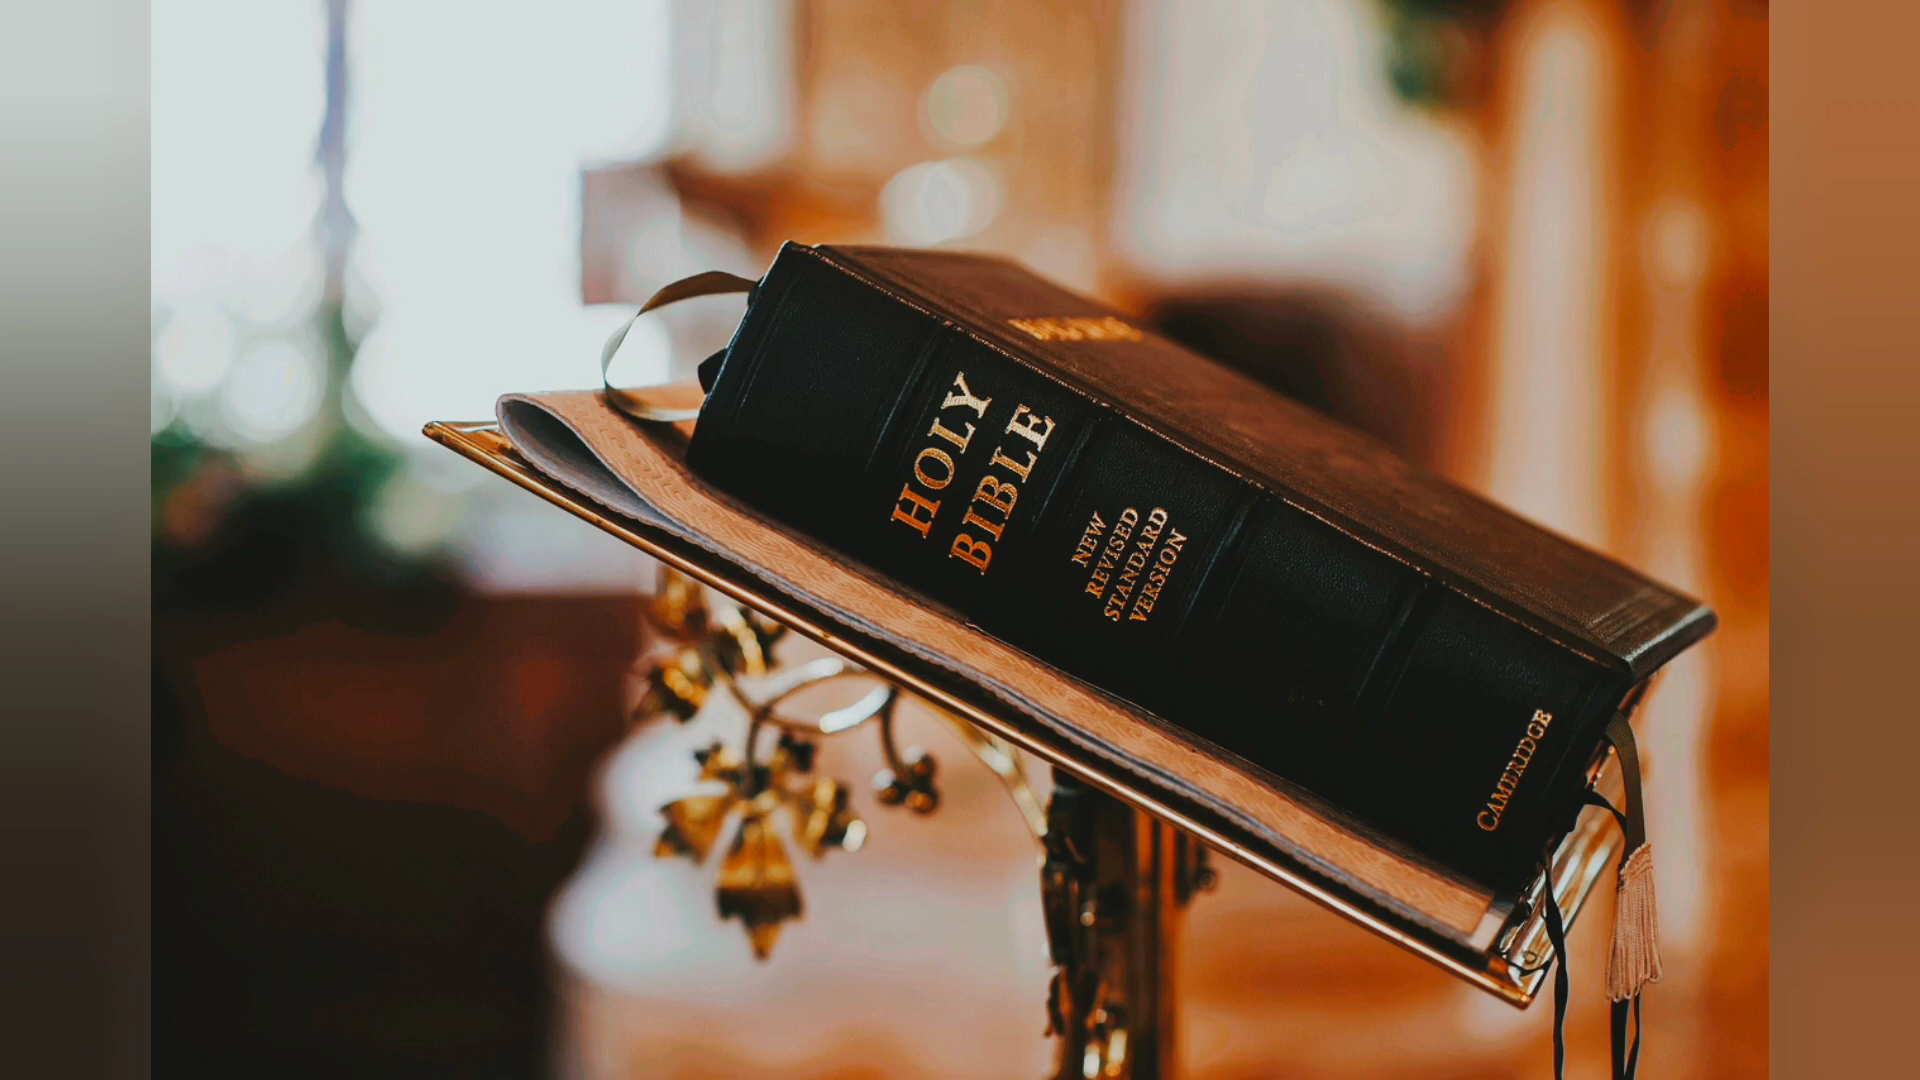 HOLY
BIBLE
NEW
REVISED
STANDARD
VERSION
CAMBRIDGE